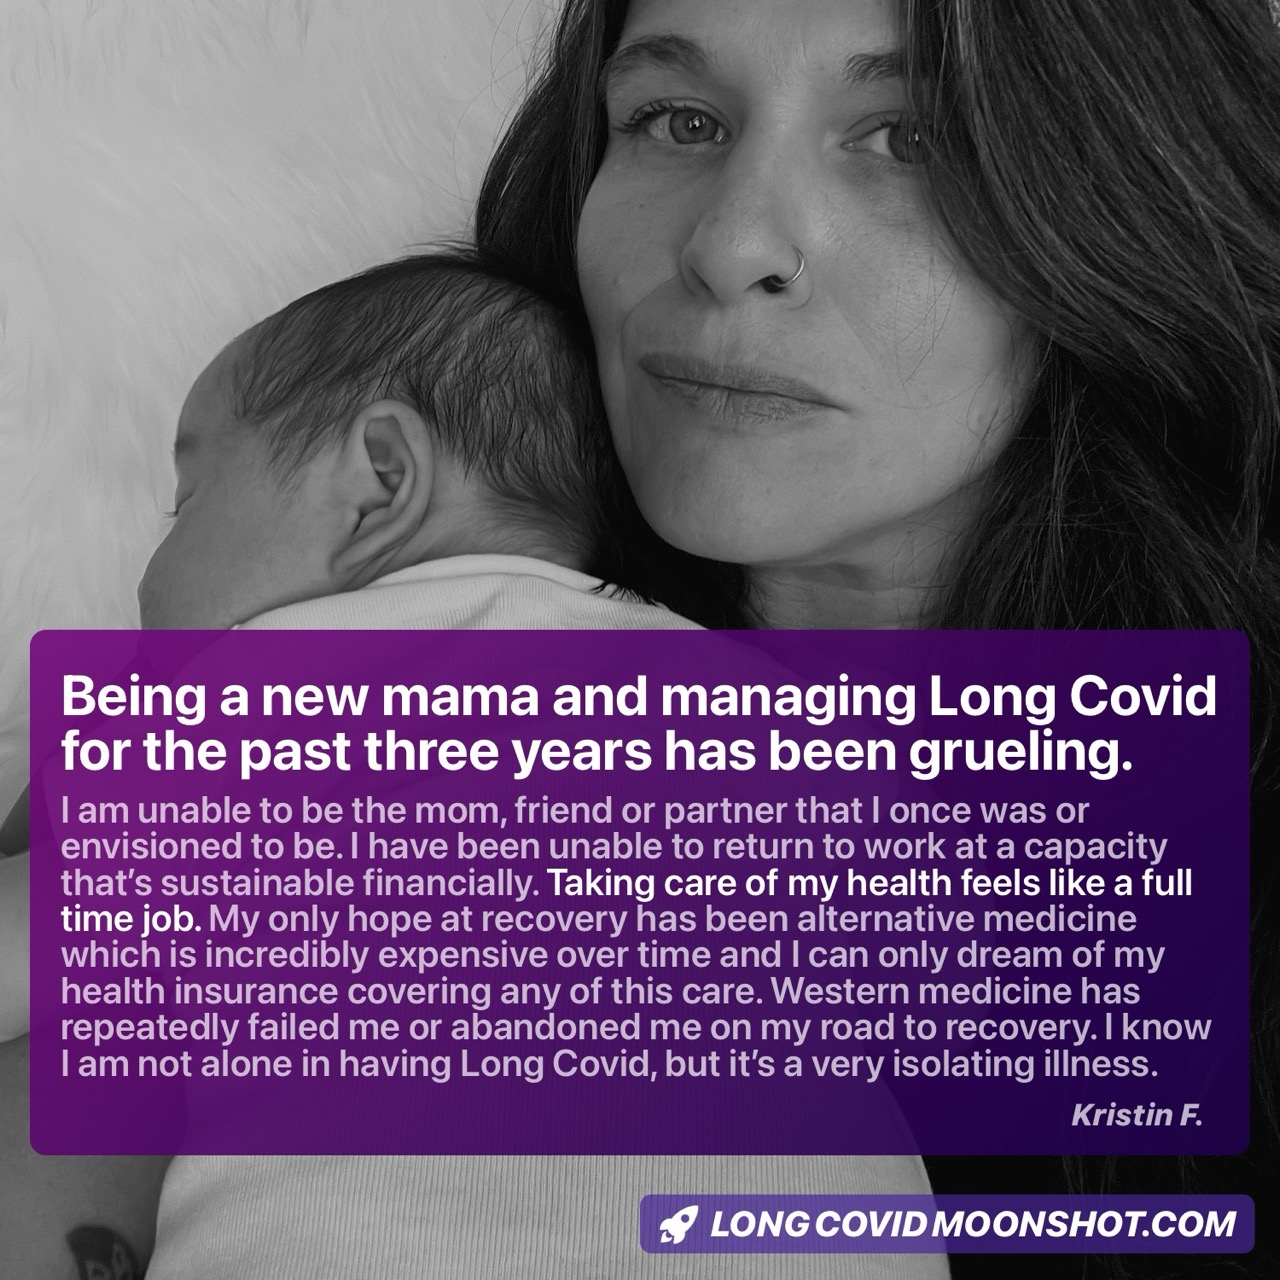 Being a new mama and managing Long Covid
for the past three years has been grueling.
I am unable to be the mom, friend or partner that I once was or
envisioned to be. I have been unable to return to work at a capacity
that’s sustainable financially. Taking care of my health feels like a full
time job. My only hope at recovery has been alternative medicine
which is incredibly expensive over time and I can only dream of my
health insurance covering any of this care. Western medicine has
repeatedly failed me or abandoned me on my road to recovery. I know
I am not alone in having Long Covid, but it’s a very isolating illness.
Kristin F.
LONG COVID MOONSHOT.COM